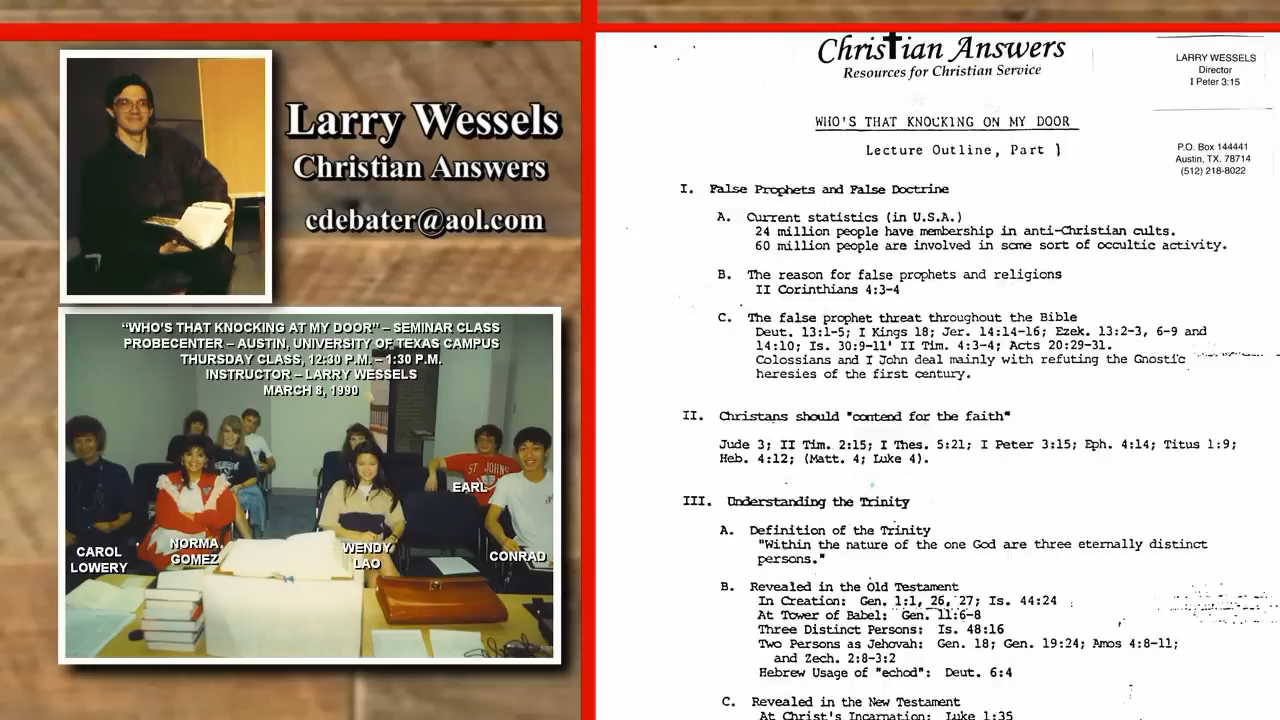 Larry Wessels
Christian Answers
cdebater@aol.com
“WHO'S THAT KNOCKING AT MY DOOR” – SEMINAR CLASS
PROBECENTER – AUSTIN, UNIVERSITY OF TEXAS CAMPUS
THURSDAY CLASS, 12:30 P.M. – 1:30 P.M.
INSTRUCTOR – LARRY WESSELS
MARCH 8, 1990
ST JOHNS
EARL
CAROL
LOWERY
NORMA
GOMEZ
WENDY
LAO
CONRAD
Christian Answers
Resources for Christian Service
LARRY WESSELS
Director
I Peter 3:15
P.O. Box 144441
Austin, TX. 78714
(512) 218-8022
WHO'S THAT KNOCKING ON MY DOOR
Lecture Outline, Part 1
I. False Prophets and False Doctrine
A. Current statistics (in U.S.A.)
24 million people have membership in anti-Christian cults.
60 million people are involved in some sort of occultic activity.
B. The reason for false prophets and religions
II Corinthians 4:3-4
C. The false prophet threat throughout the Bible
Deut. 13:1-5; I Kings 18; Jer. 14:14-16; Ezek. 13:2-3, 6-9 and
14:10; Is. 30:9-11' II Tim. 4:3-4; Acts 20:29-31.
Colossians and I John deal mainly with refuting the Gnostic
heresies of the first century.
II. Christans should "contend for the faith"
Jude 3; II Tim. 2:15; I Thes. 5:21; I Peter 3:15; Eph. 4:14; Titus 1:9;
Heb. 4:12; (Matt. 4; Luke 4).
III. Understanding the Trinity
A. Definition of the Trinity
"Within the nature of the one God are three eternally distinct
persons."
B. Revealed in the Old Testament
In Creation: Gen. 1:1, 26, 27; Is. 44:24
At Tower of Babel: Gen. 11:6-8
Three Distinct Persons: Is. 48:16
Two Persons as Jehovah: Gen. 18; Gen. 19:24; Amos 4:8-11;
and Zech. 2:8-3:2
Hebrew Usage of "echod": Deut. 6:4
C. Revealed in the New Testament
At Christ's Incarnation: Luke 1:35